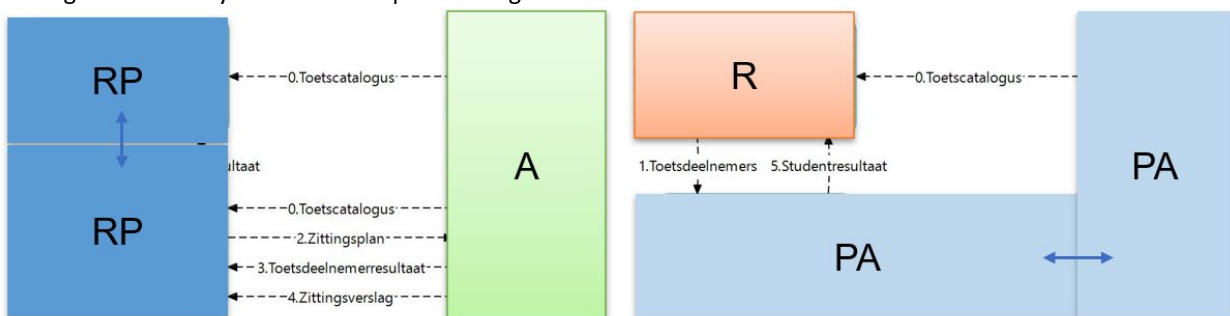 RP
0.Toetscatalogus
ultaat
RP
0.Toetscatalogus
2.Zittingsplan
3.Toetsdeelnemerresultaat
4.Zittingsverslag
A
R
0.Toetscatalogus
1.Toetsdeelnemers
5.Studentresultaat
PA
PA